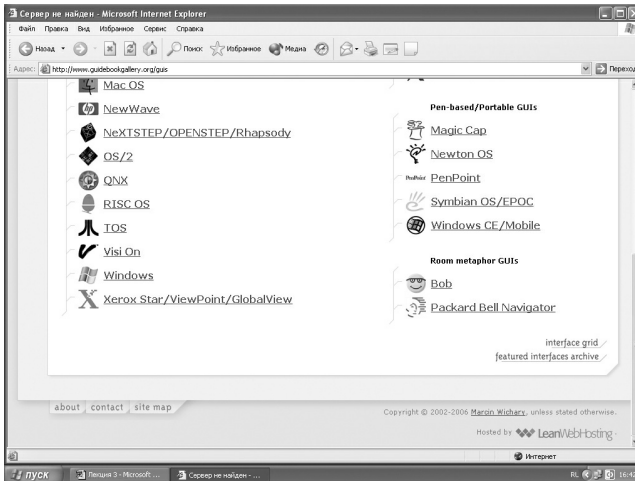 Сервер не найден - Microsoft Internet Explorer
Файл Правка Вид Избранное Сервис Справка
Назад Поиск Избранное Медиа
Адрес: http://www.guidebookgallery.org/guis Переход
Mac OS
NewWave
NeXTSTEP/OPENSTEP/Rhapsody
OS/2
QNX
RISC OS
TOS
Visi On
Windows
Xerox Star/ViewPoint/GlobalView
Pen-based/Portable GUIs
Magic Cap
Newton OS
PenPoint PenPoint
Symbian OS/EPOC
Windows CE/Mobile
Room metaphor GUIs
Bob
Packard Bell Navigator
interface grid
featured interfaces archive
about contact site map
Copyright © 2002-2006 Marcin Wichary, unless stated otherwise.
Hosted by LeanWebHosting
Интернет
пуск Лекция 3 - Microsoft ... Сервер не найден - ... RL 16:42